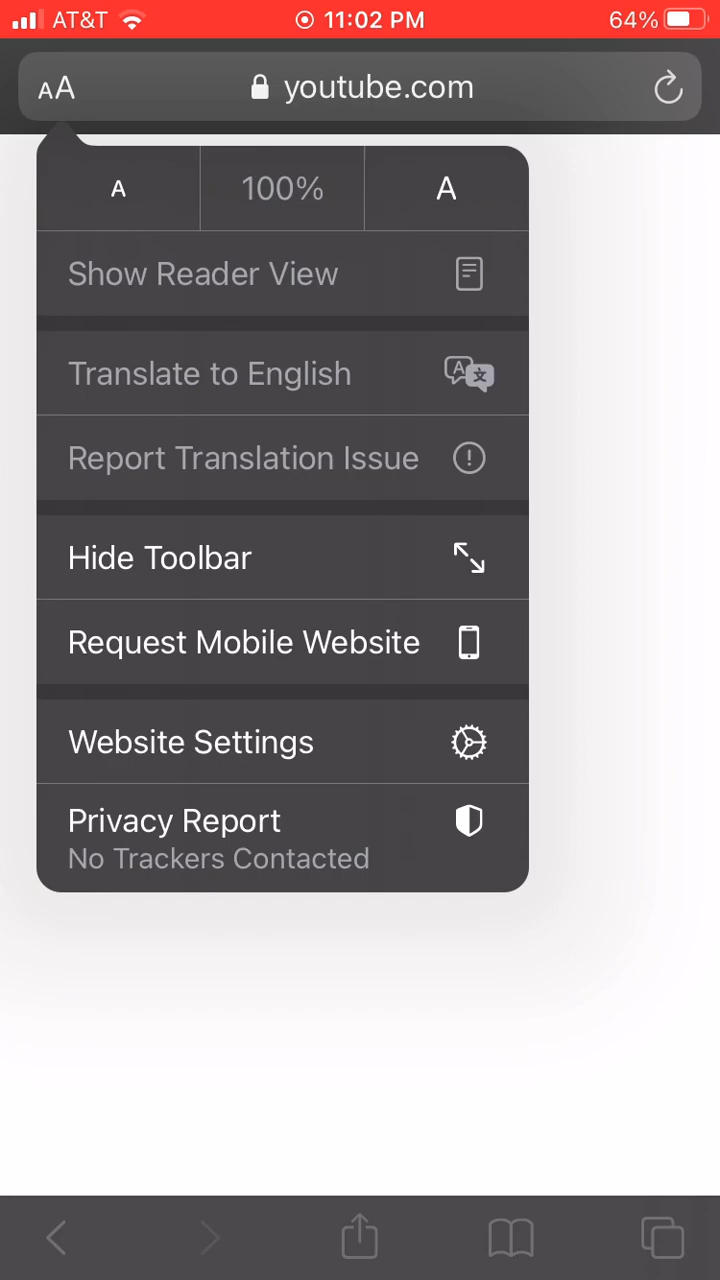 AT&T 11:02 PM 64%
AA youtube.com
A 100% A
Show Reader View
Translate to English
A 文
Report Translation Issue
Hide Toolbar
Request Mobile Website
Website Settings
Privacy Report
No Trackers Contacted